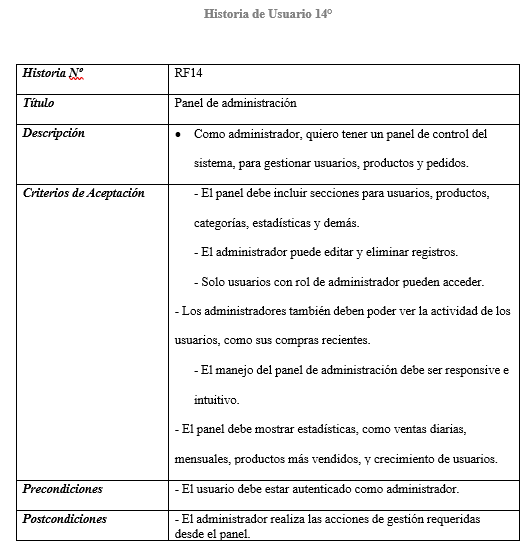 Historia de Usuario 14º
Historia Nº
RF14
Título
Panel de administración
Descripción
• Como administrador, quiero tener un panel de control del
sistema, para gestionar usuarios, productos y pedidos.
Criterios de Aceptación
- El panel debe incluir secciones para usuarios, productos,
categorías, estadísticas y demás.
- El administrador puede editar y eliminar registros.
- Solo usuarios con rol de administrador pueden acceder.
- Los administradores también deben poder ver la actividad de los
usuarios, como sus compras recientes.
- El manejo del panel de administración debe ser responsive e
intuitivo.
- El panel debe mostrar estadísticas, como ventas diarias,
mensuales, productos más vendidos, y crecimiento de usuarios.
Precondiciones
- El usuario debe estar autenticado como administrador.
Postcondiciones
- El administrador realiza las acciones de gestión requeridas
desde el panel.